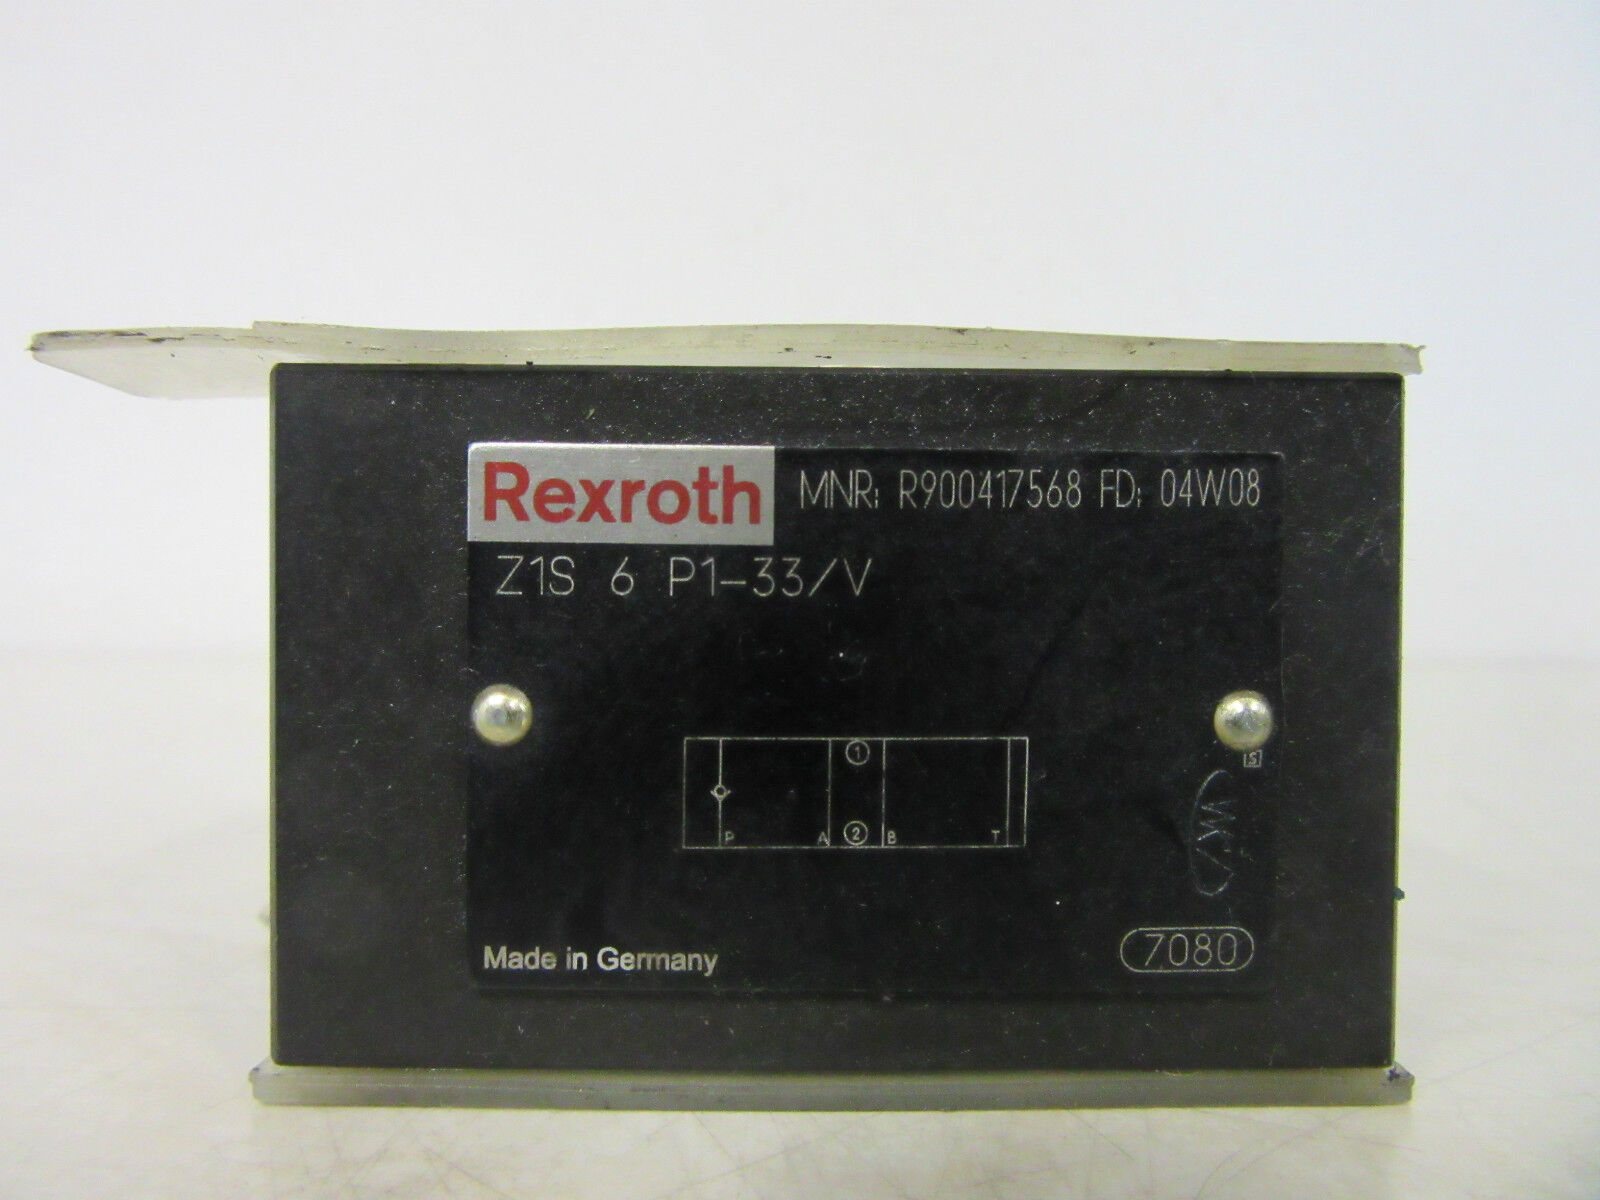 Rexroth MNR: R900417568 FD: 04W08
Z1S 6 P1-33/V
1
P A 2 B T
S
Made in Germany
7080